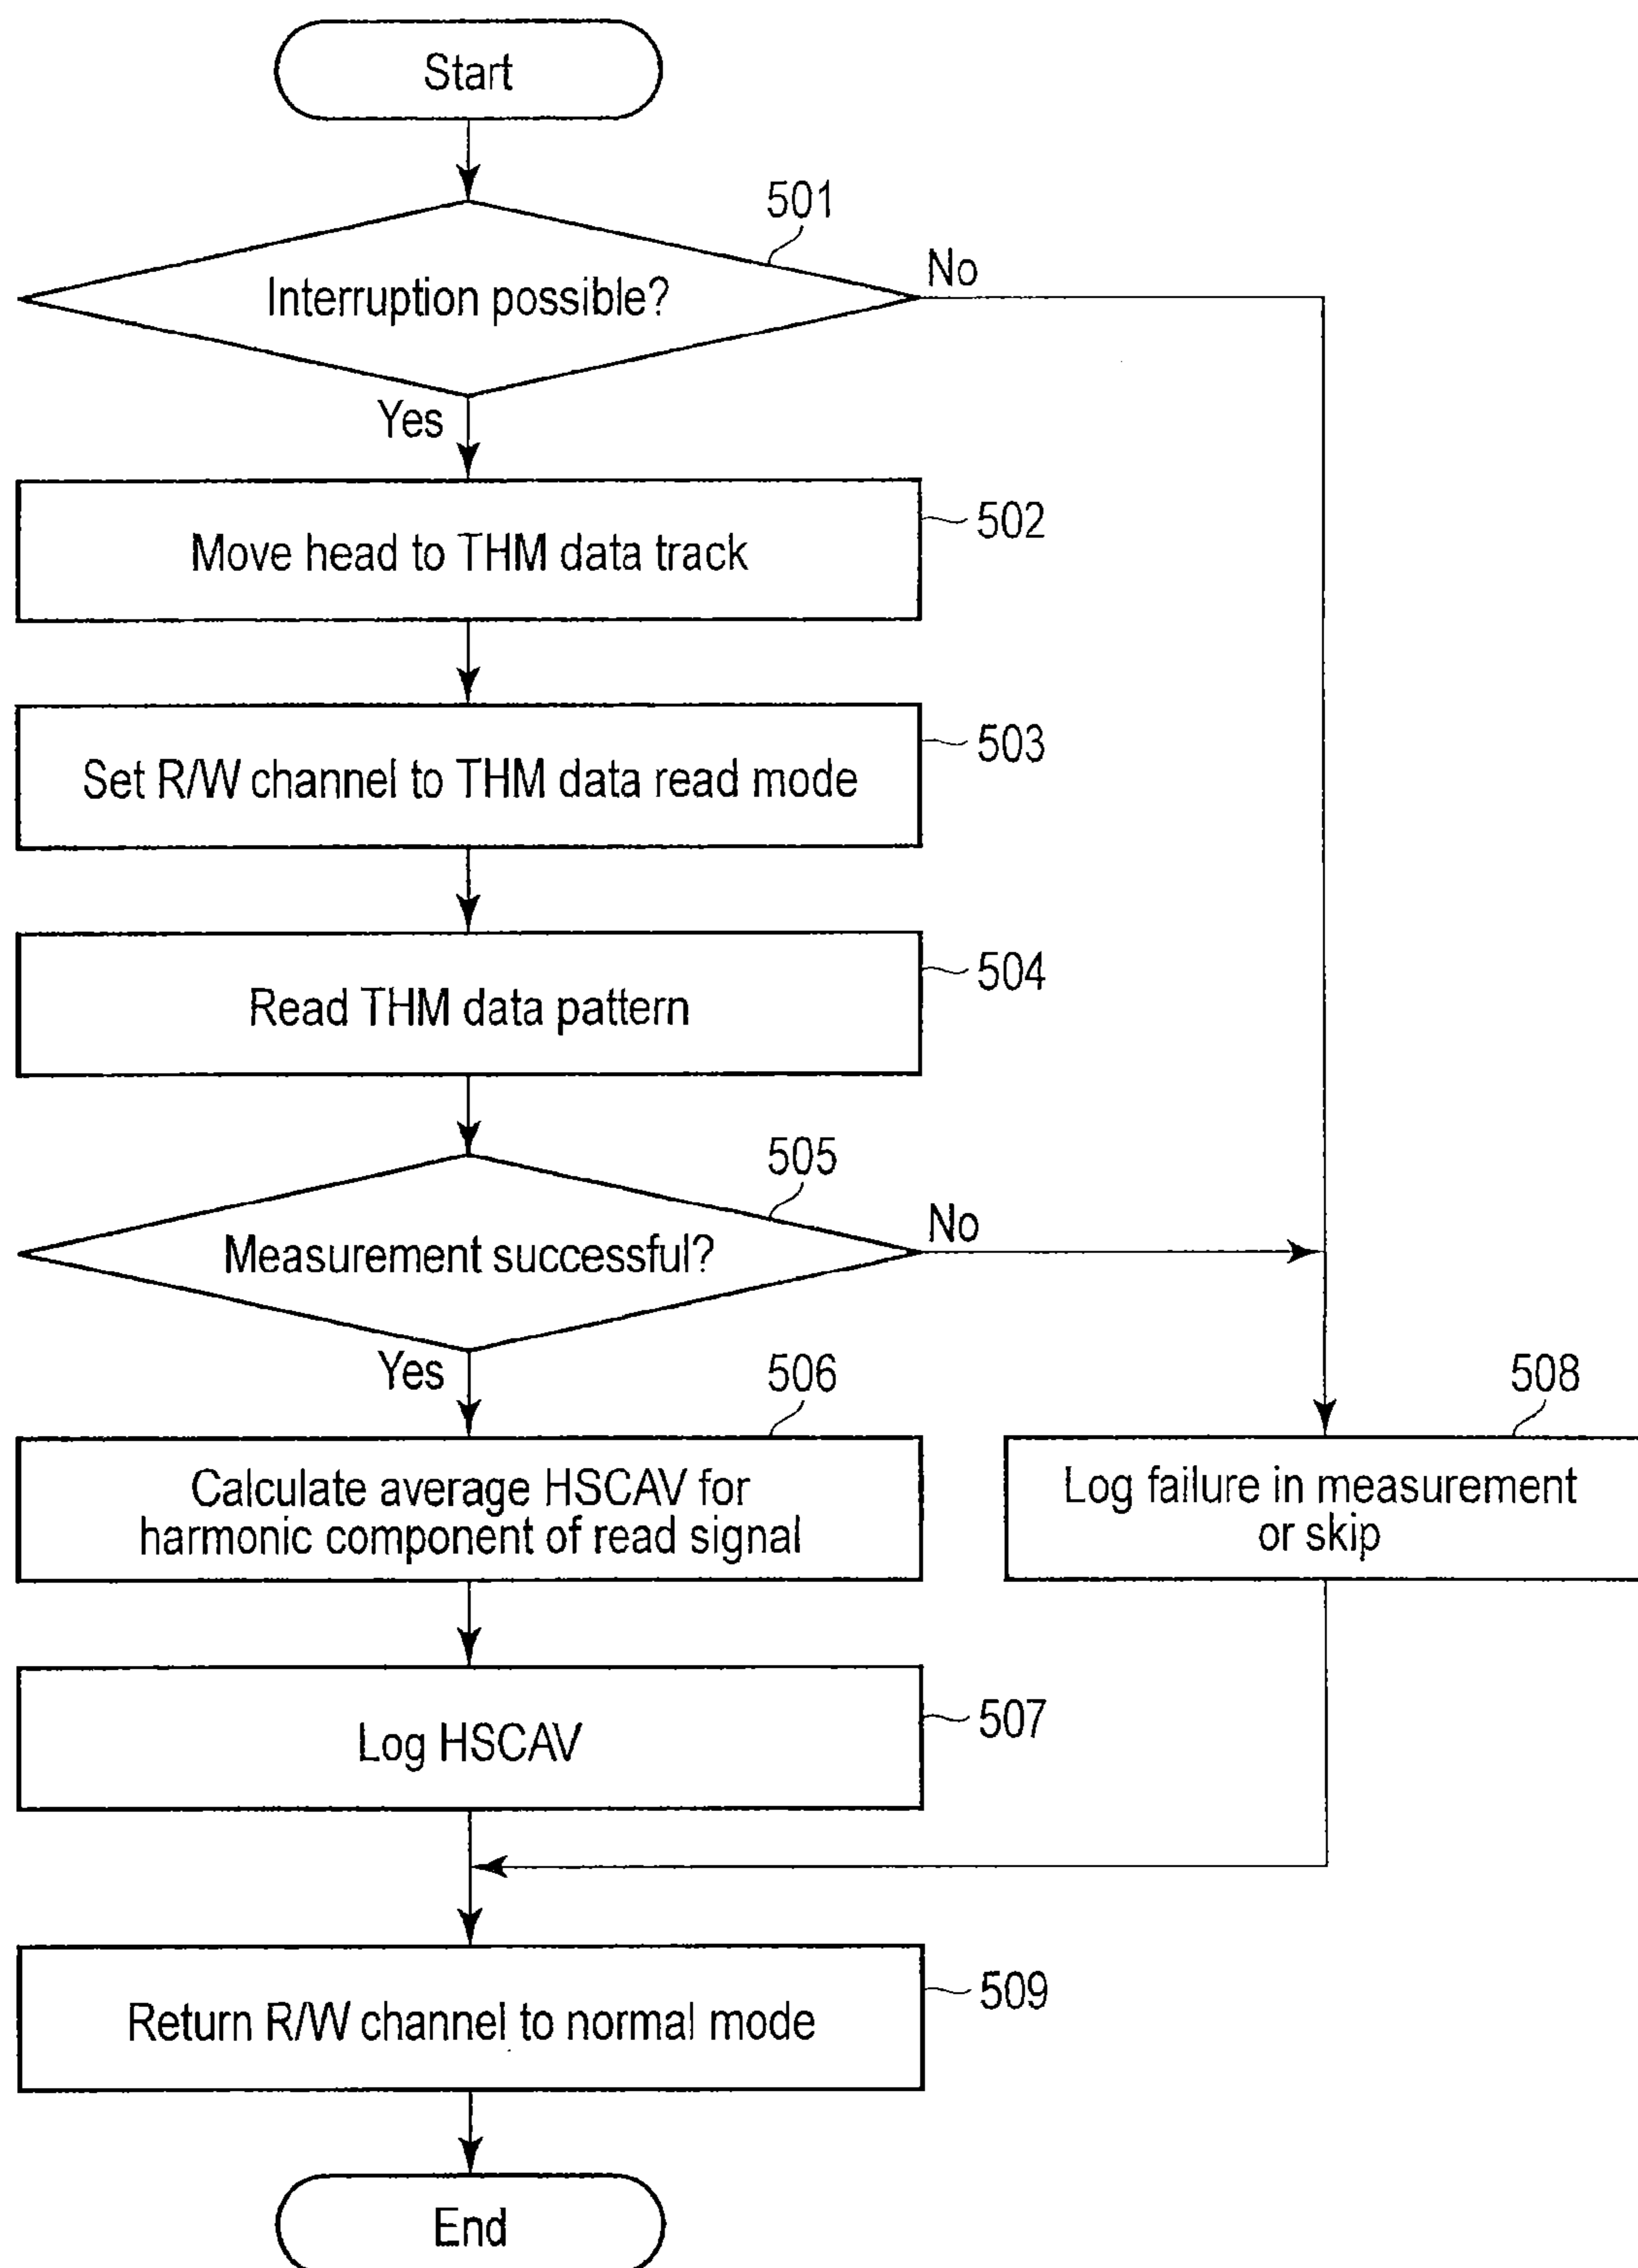 Start
501
Interruption possible?
No
Yes
502
Move head to THM data track
503
Set R/W channel to THM data read mode
504
Read THM data pattern
505
Measurement successful?
No
Yes
506
Calculate average HSCAV for
harmonic component of read signal
508
Log failure in measurement
or skip
507
Log HSCAV
509
Return R/W channel to normal mode
End